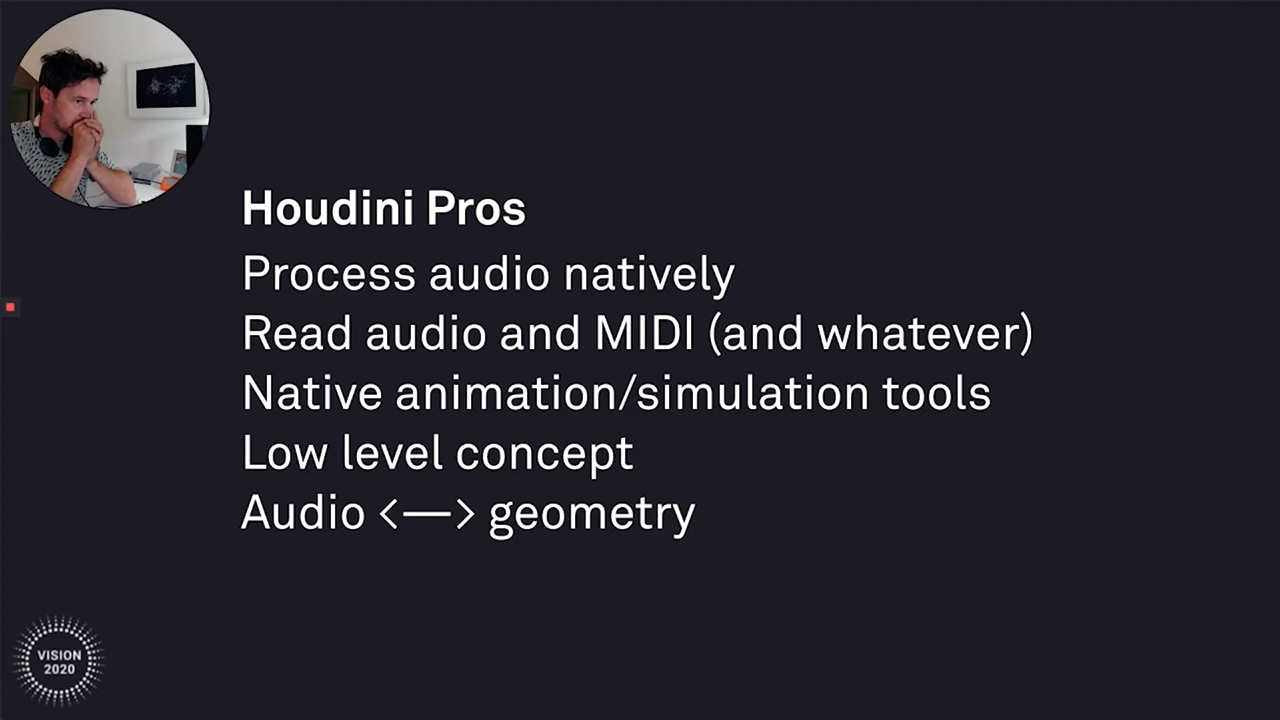 Houdini Pros
Process audio natively
Read audio and MIDI (and whatever)
Native animation/simulation tools
Low level concept
Audio <—> geometry
VISION
2020